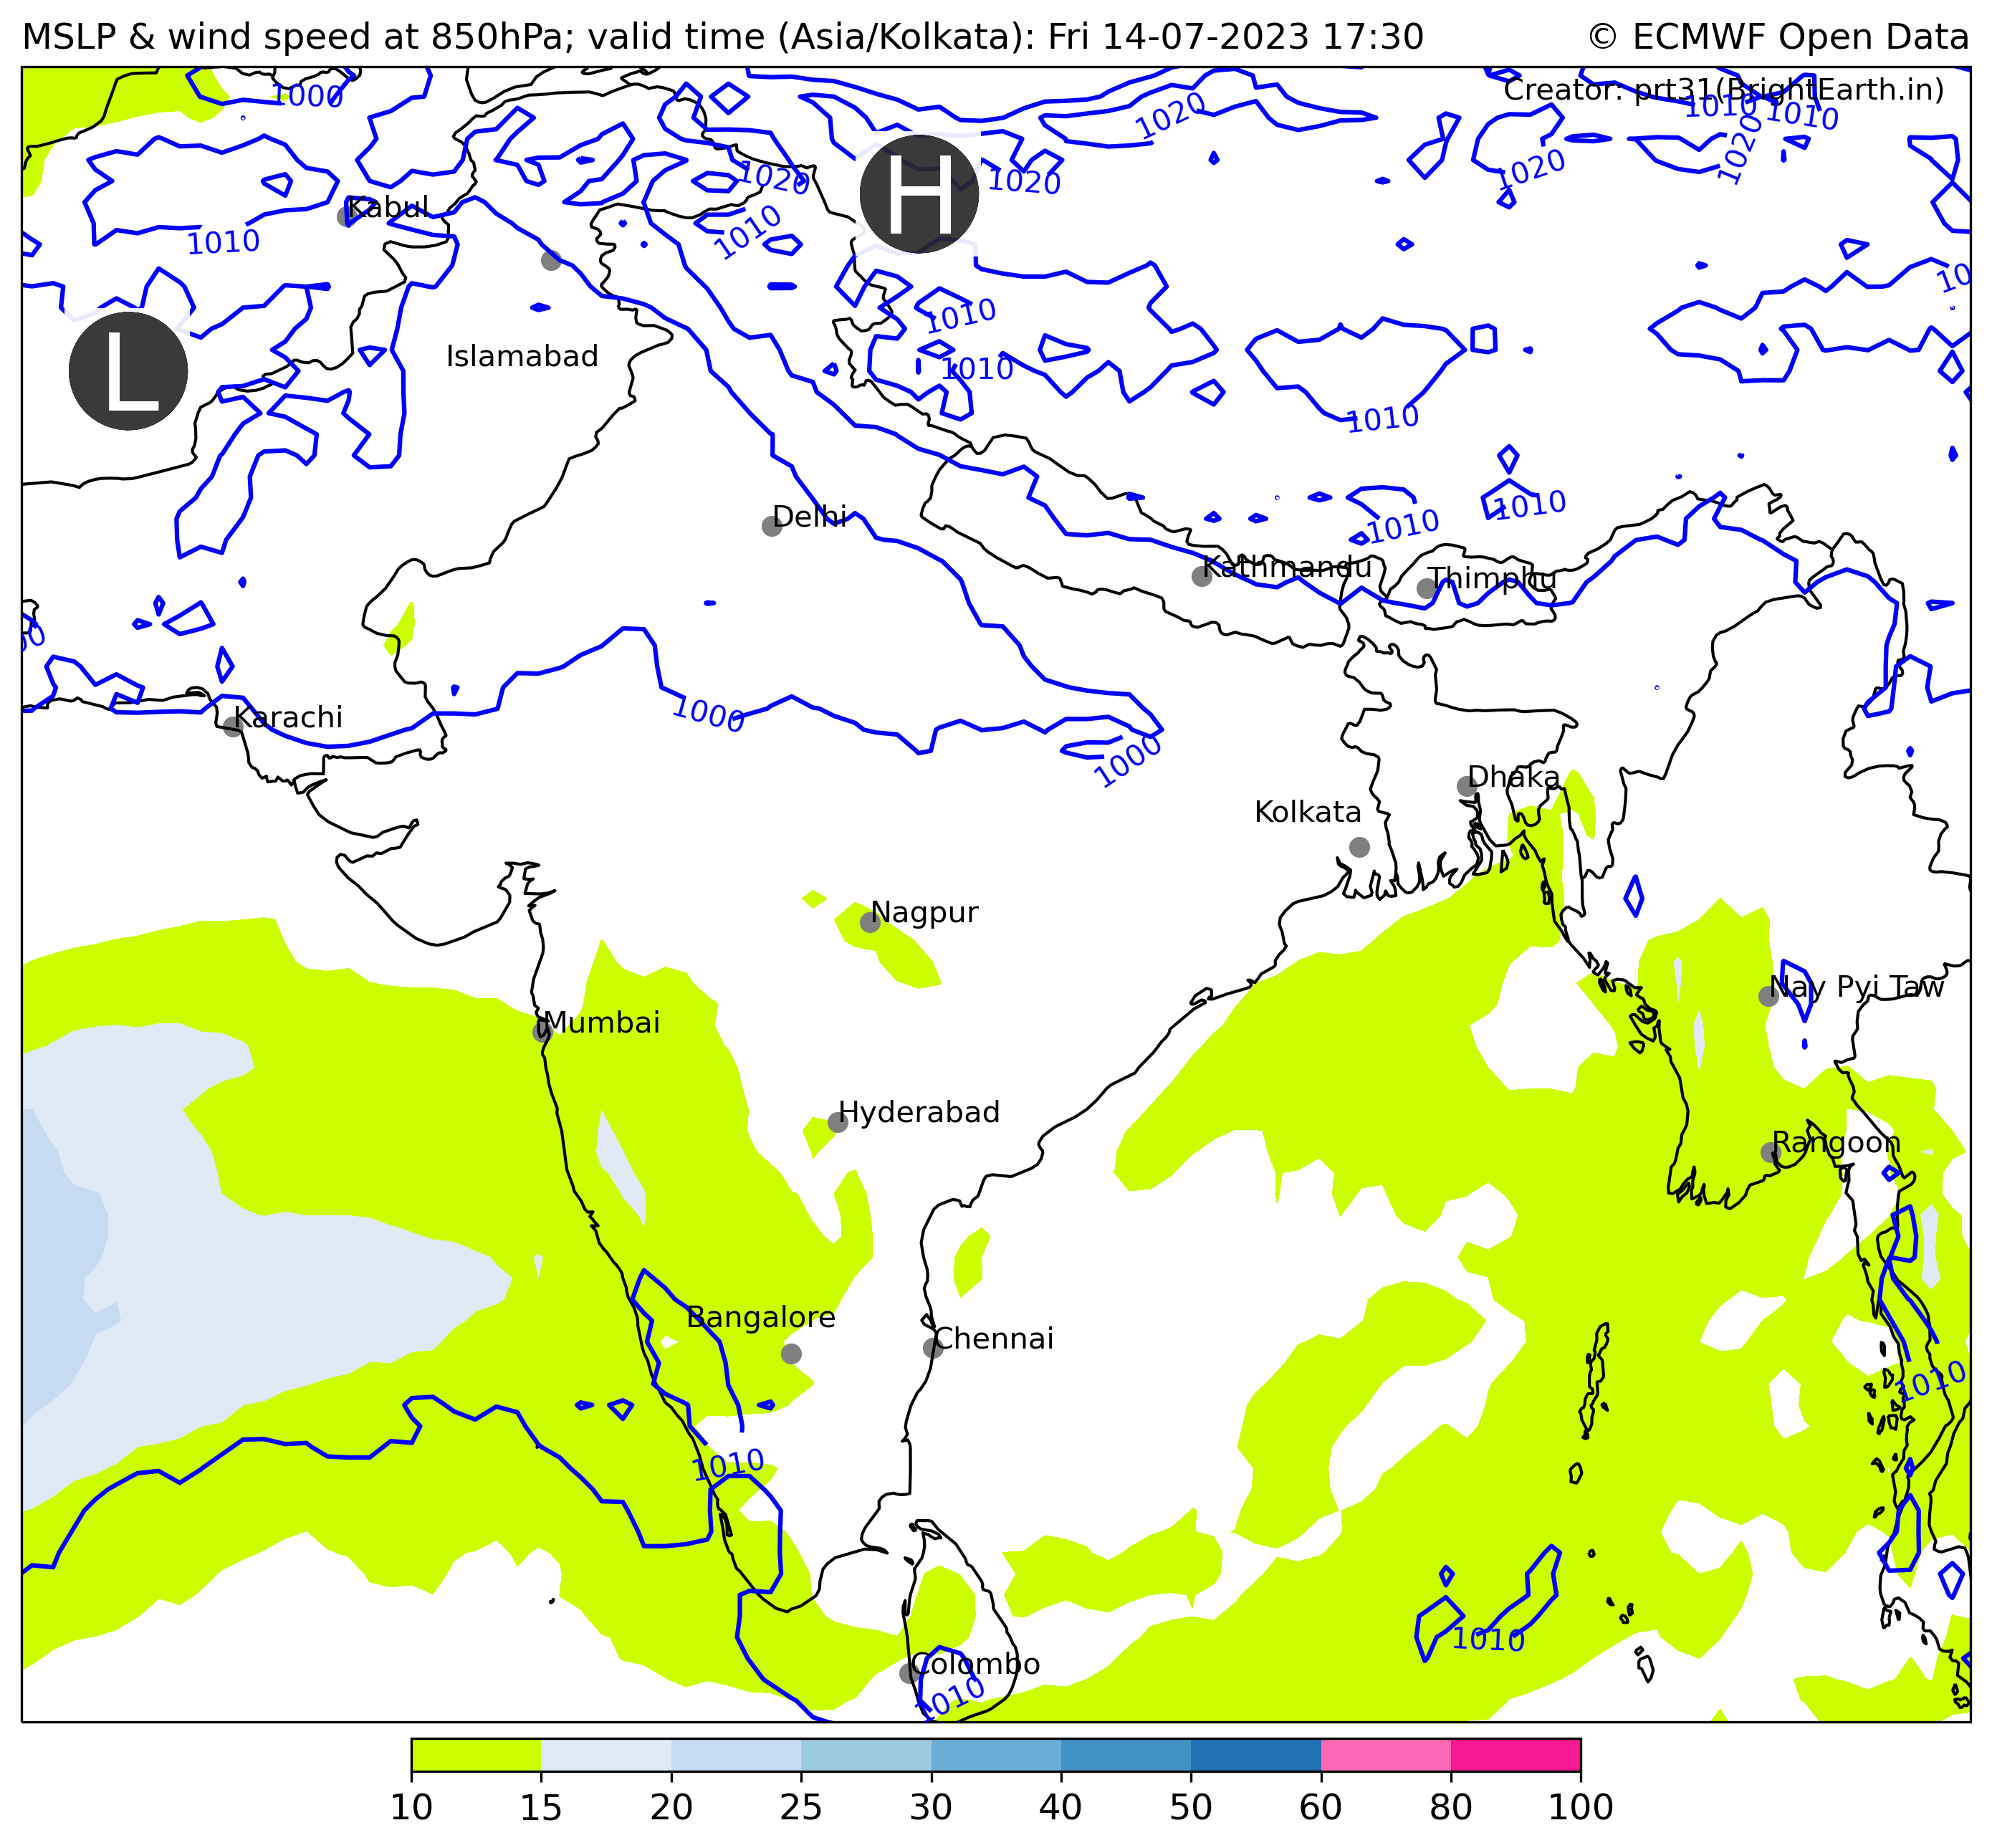 MSLP & wind speed at 850hPa; valid time (Asia/Kolkata): Fri 14-07-2023 17:30 © ECMWF Open Data
Creator: prt31(BrightEarth.in)
1000
1020
1010
1010
1020
1020
1020
1020
H
Kabul
1010
1010
10
1010
L
Islamabad
1010
1010
Delhi
1010
1010
Kathmandu
Thimphu
Karachi
1000
1000
Dhaka
Kolkata
Nagpur
Nay Pyi Taw
Mumbai
Hyderabad
Rangoon
Bangalore
Chennai
1010
1010
1010
Colombo
1010
10 15 20 25 30 40 50 60 80 100